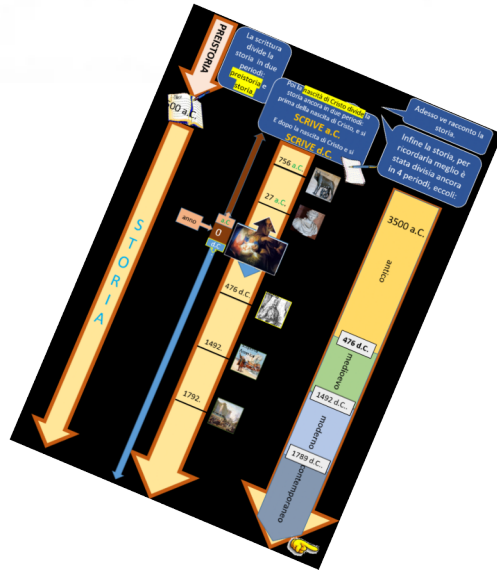 PREISTORIA
La scrittura
divide la
storia in due
periodi:
preistoria e
storia
00 a.C.
Poi la nascità di Cristo divide la
storia ancora in due periodi:
prima della nascita di Cristo, e si
SCRIVE a.C.
E dopo la nascita di Cristo e si
SCRIVE d.C.
Adesso ve racconto la
storia.
Infine la storia, per
ricordarla meglio è
stata divisia ancora
in 4 periodi, eccoli:
STORIA
anno
a.C.
0
d.C.
756 a.C.
27 a.C.
476 d.C.
1492.
1792.
3500 a.C.
antico
476 d.C.
medioevo
1492 d.C..
moderno
1789 d.C..
contemporaneo